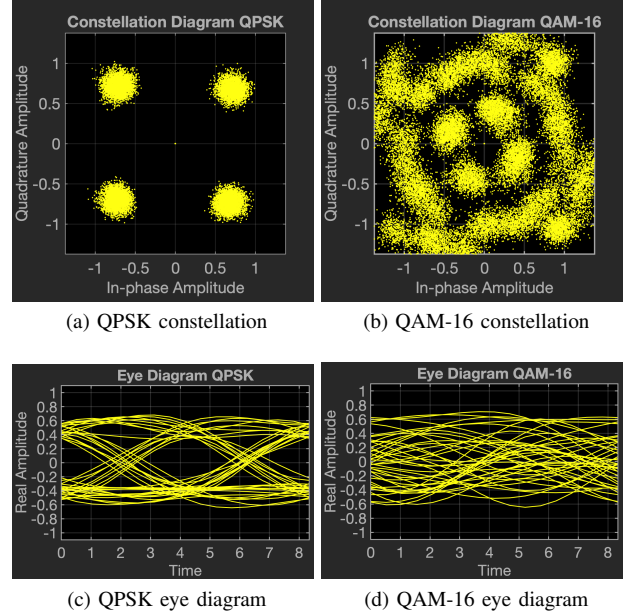 Constellation Diagram QPSK
Quadrature Amplitude
1
0.5
0
-0.5
-1
-1 -0.5 0 0.5 1
In-phase Amplitude
(a) QPSK constellation
Constellation Diagram QAM-16
Quadrature Amplitude
1
0.5
0
-0.5
-1
-1 -0.5 0 0.5 1
In-phase Amplitude
(b) QAM-16 constellation
Eye Diagram QPSK
Real Amplitude
1
0.8
0.6
0.4
0.2
0
-0.2
-0.4
-0.6
-0.8
-1
0 1 2 3 4 5 6 7 8
Time
(c) QPSK eye diagram
Eye Diagram QAM-16
Real Amplitude
1
0.8
0.6
0.4
0.2
0
-0.2
-0.4
-0.6
-0.8
-1
0 1 2 3 4 5 6 7 8
Time
(d) QAM-16 eye diagram